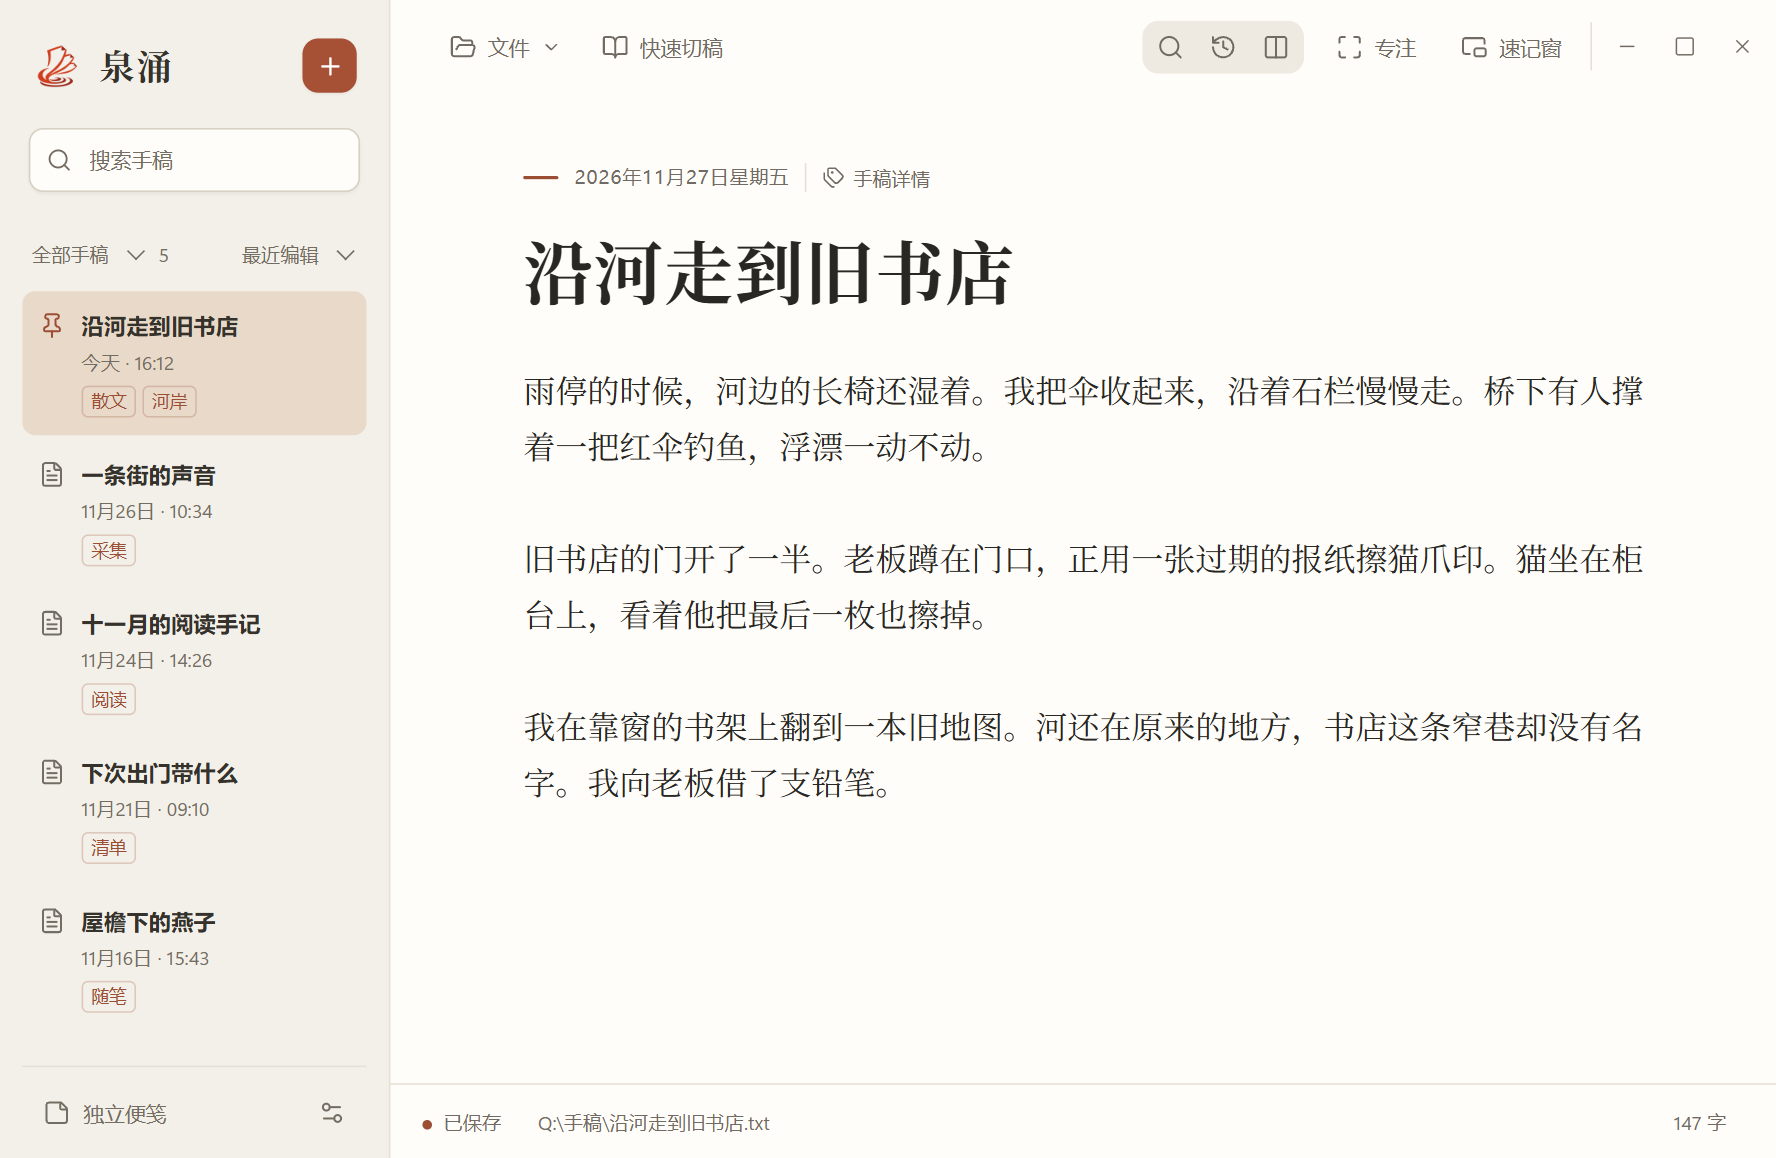 泉涌
搜索手稿
全部手稿 5 最近编辑
沿河走到旧书店
今天 · 16:12
散文 河岸
一条街的声音
11月26日 · 10:34
采集
十一月的阅读手记
11月24日 · 14:26
阅读
下次出门带什么
11月21日 · 09:10
清单
屋檐下的燕子
11月16日 · 15:43
随笔
独立便笺
文件 快速切稿 专注 速记窗
2026年11月27日星期五 手稿详情
沿河走到旧书店
雨停的时候，河边的长椅还湿着。我把伞收起来，沿着石栏慢慢走。桥下有人撑
着一把红伞钓鱼，浮漂一动不动。
旧书店的门开了一半。老板蹲在门口，正用一张过期的报纸擦猫爪印。猫坐在柜
台上，看着他把最后一枚也擦掉。
我在靠窗的书架上翻到一本旧地图。河还在原来的地方，书店这条窄巷却没有名
字。我向老板借了支铅笔。
已保存 Q:\手稿\沿河走到旧书店.txt 147 字